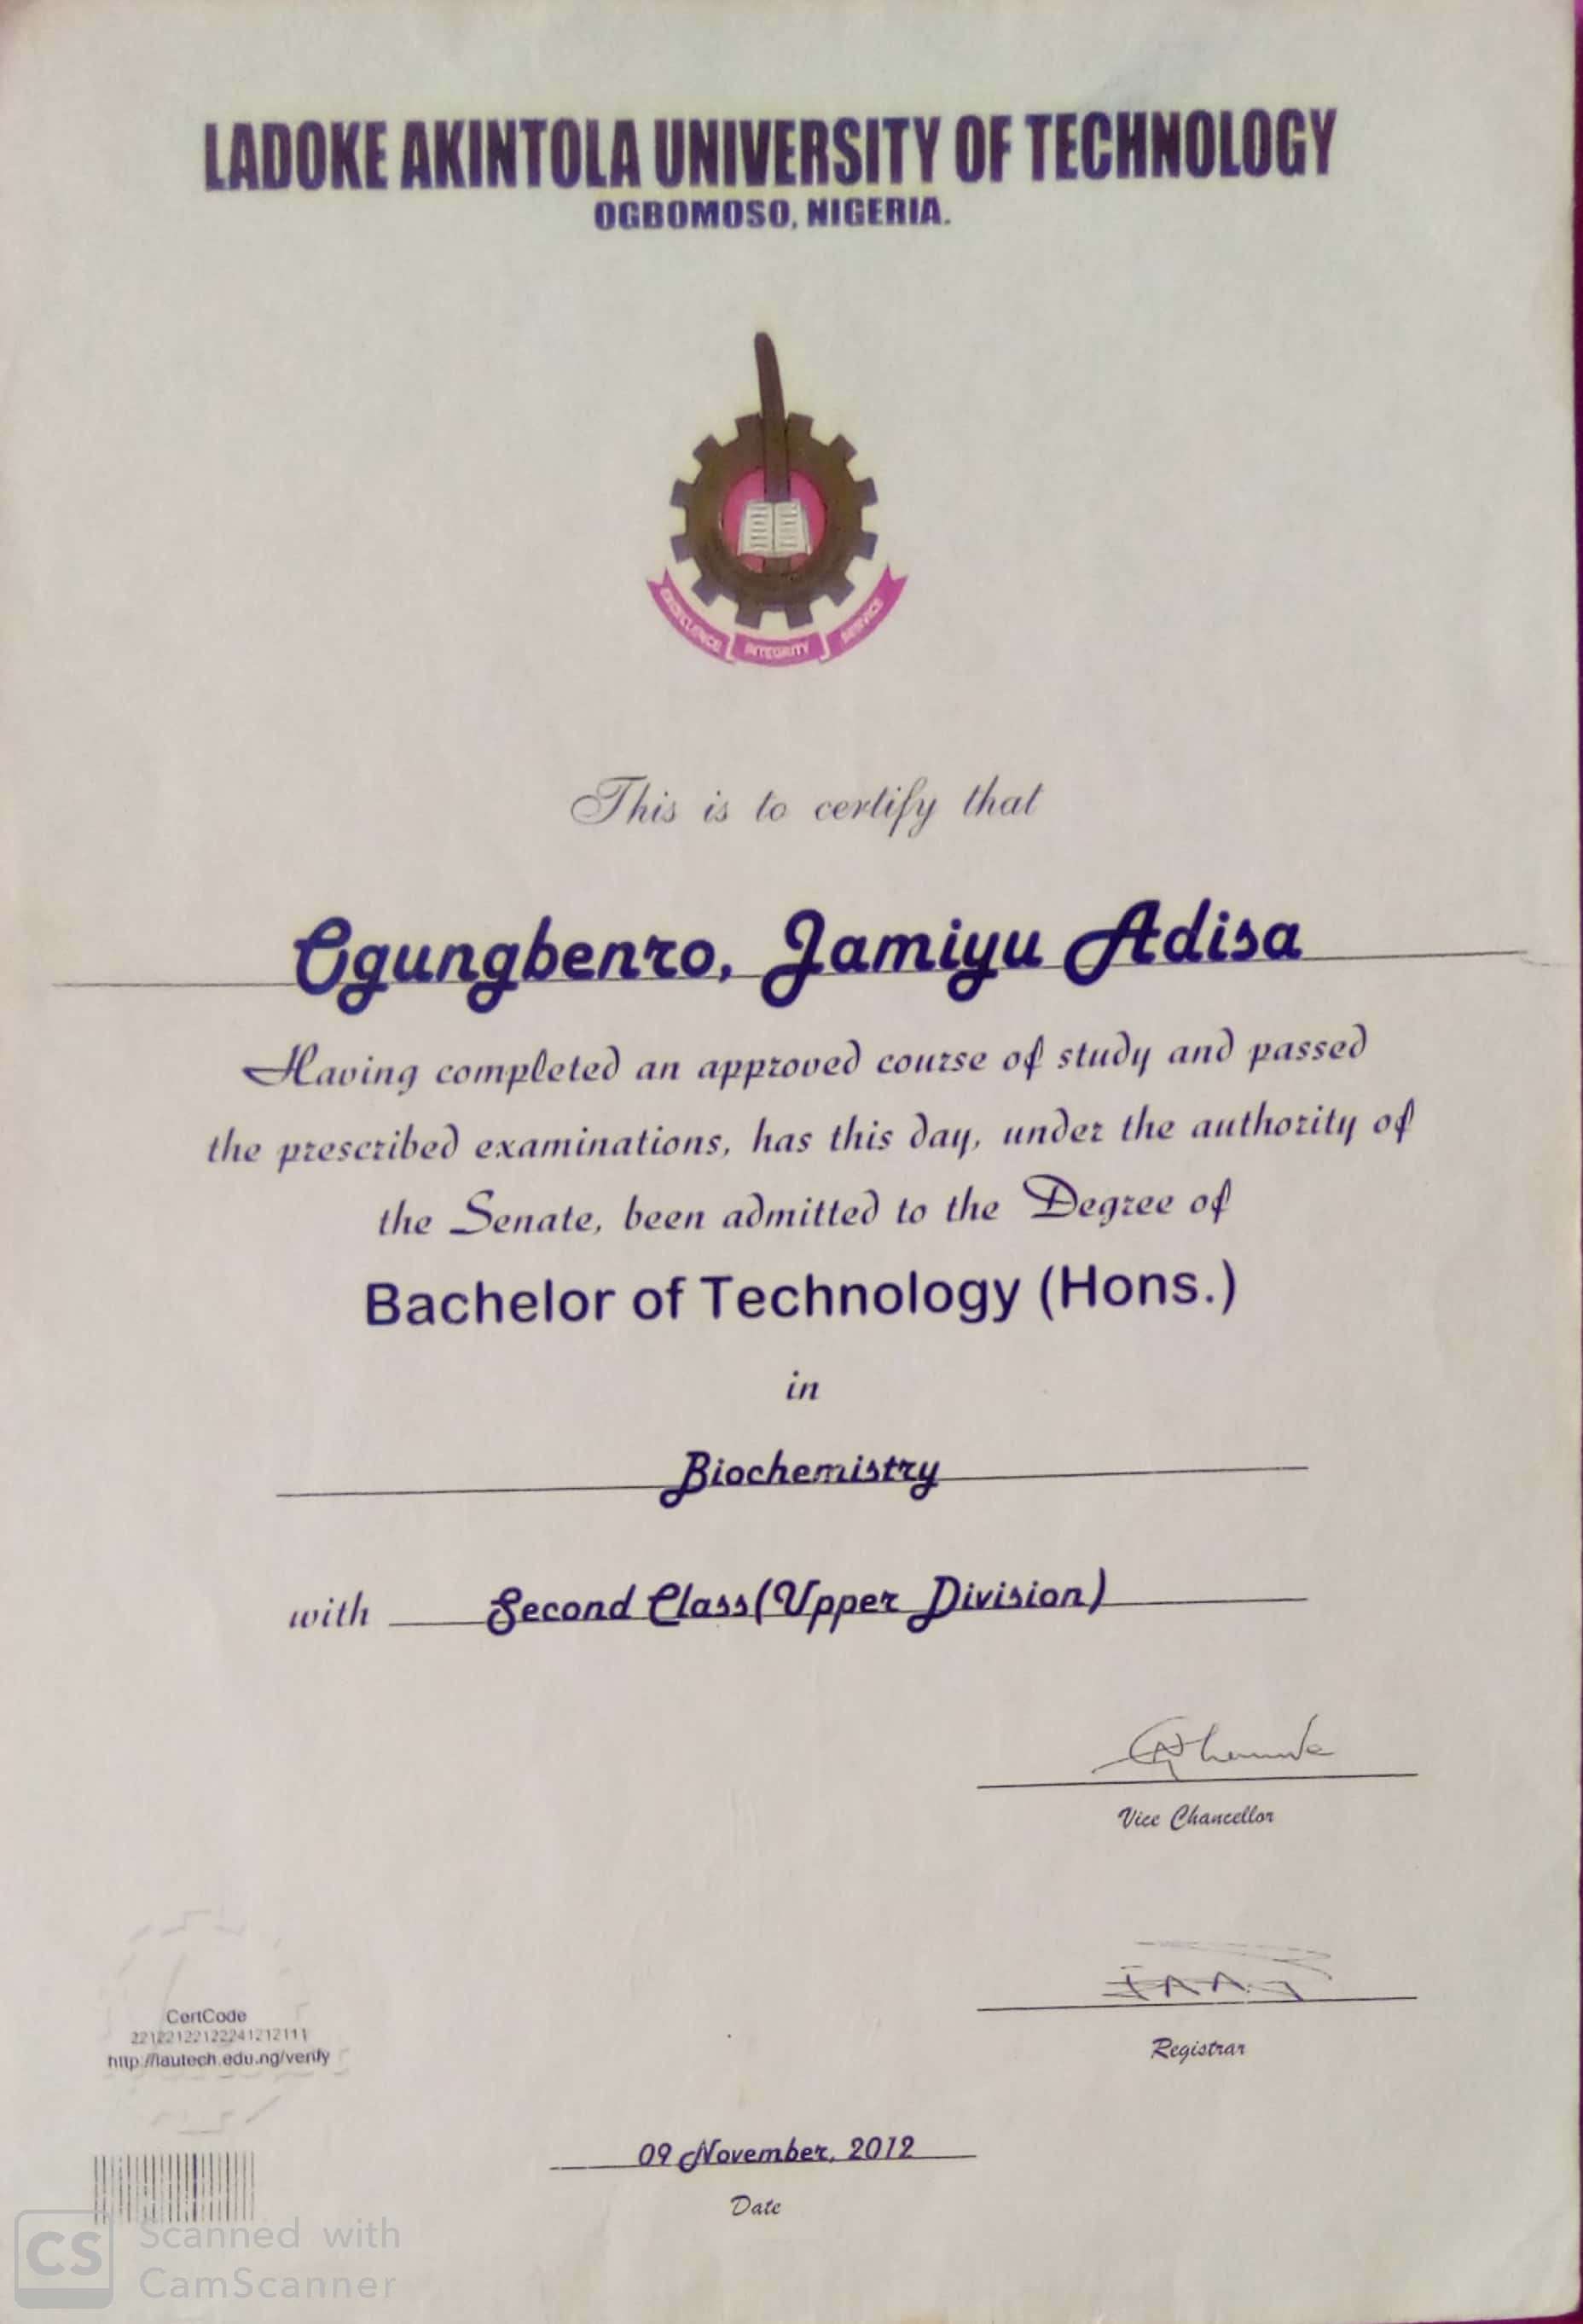 LADOKE AKINTOLA UNIVERSITY OF TECHNOLOGY
OGBOMOSO, NIGERIA.
EXCELLENCE INTEGRITY SERVICE
This is to certify that
Ogungbenro, Jamiyu Adisa
Having completed an approved course of study and passed
the prescribed examinations, has this day, under the authority of
the Senate, been admitted to the Degree of
Bachelor of Technology (Hons.)
in
Biochemistry
with Second Class (Upper Division)
Vice Chancellor
Registrar
CertCode
22122122122241212111
http://lautech.edu.ng/verify
09 November, 2012
Date
CS Scanned with
CamScanner